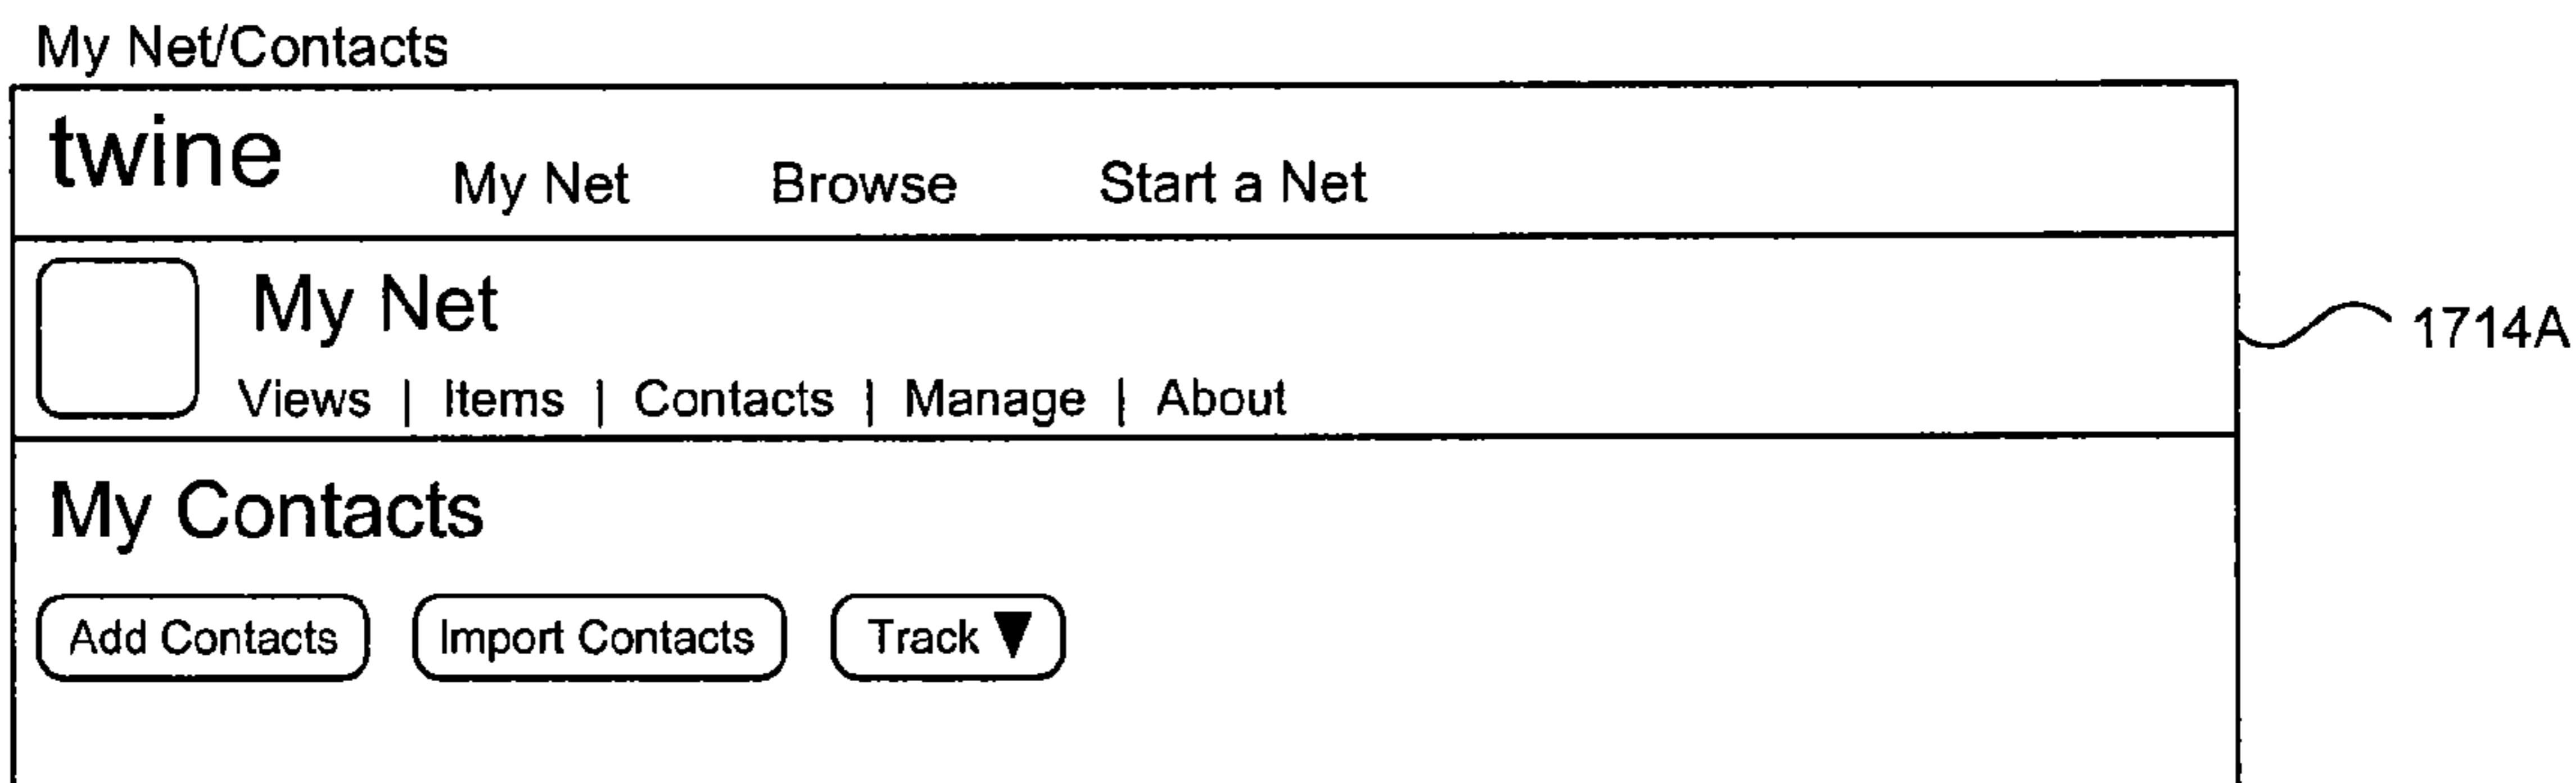 My Net/Contacts
twine My Net Browse Start a Net
My Net
1714A
Views | Items | Contacts | Manage | About
My Contacts
Add Contacts Import Contacts Track ▼